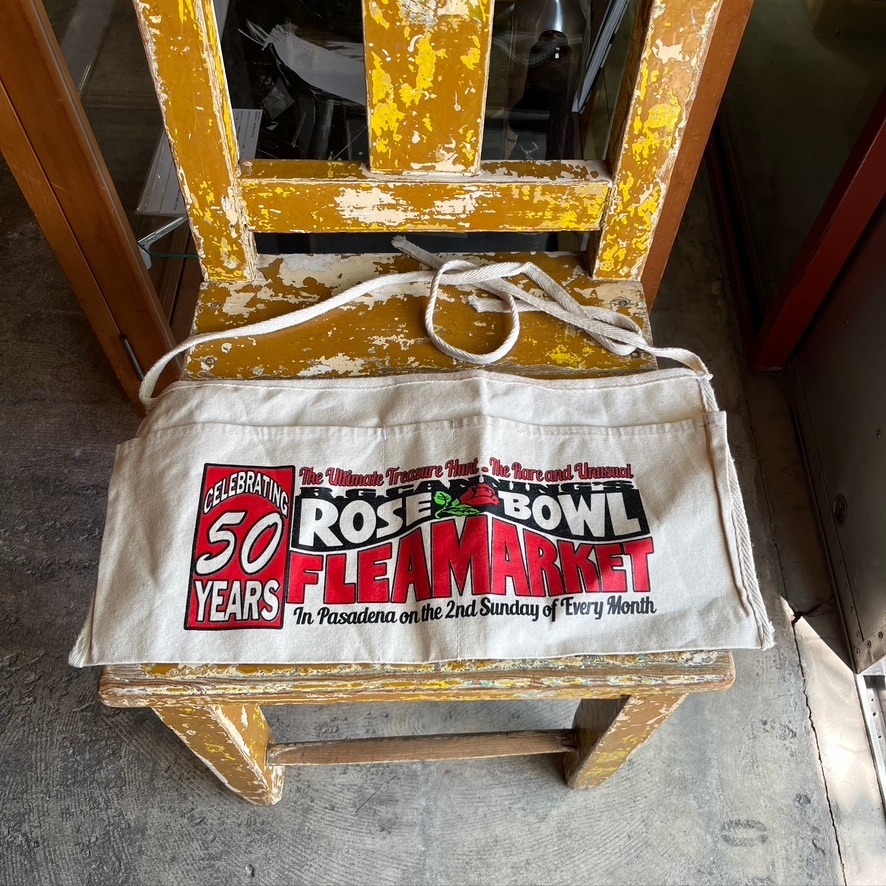 CELEBRATING
50
YEARS
The Ultimate Treasure Hunt - The Rare and Unusual
R.G. CANNING'S
ROSE BOWL
FLEAMARKET
In Pasadena on the 2nd Sunday of Every Month